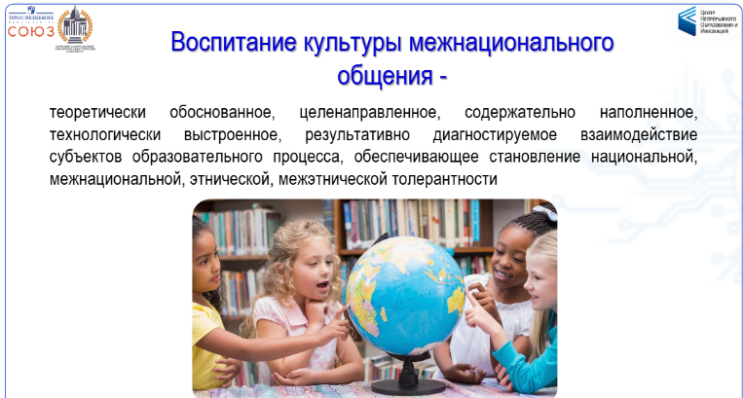 ПРОСВЕЩЕНИЕ
СОЮЗ
Центр
Непрерывного
Образования и
Инноваций
Воспитание культуры межнационального
общения -
теоретически обоснованное, целенаправленное, содержательно наполненное,
технологически выстроенное, результативно диагностируемое взаимодействие
субъектов образовательного процесса, обеспечивающее становление национальной,
межнациональной, этнической, межэтнической толерантности